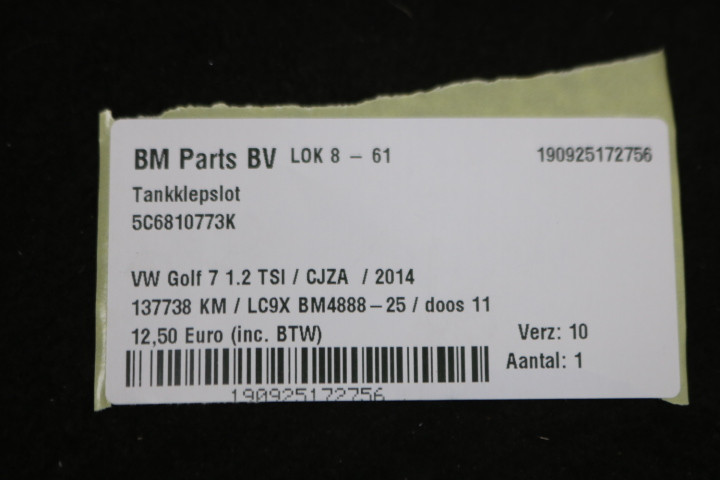 BM Parts BV LOK 8 - 61 190925172756
Tankklepslot
5C6810773K
VW Golf 7 1.2 TSI / CJZA / 2014
137738 KM / LC9X BM4888-25 / doos 11
12,50 Euro (inc. BTW) Verz: 10
Aantal: 1
190925172756